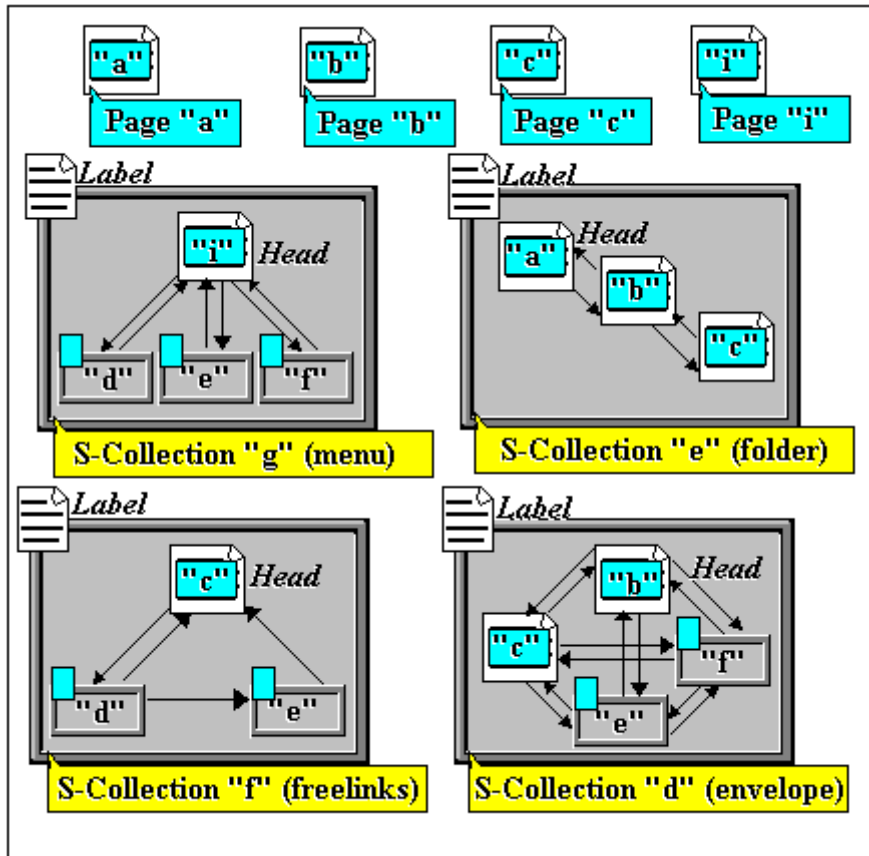 "a" "b" "c" "i"
Page "a" Page "b" Page "c" Page "i"
Label
"i" Head
"d" "e" "f"
S-Collection "g" (menu)
Label
"a" Head
"b"
"c"
S-Collection "e" (folder)
Label
"c" Head
"d" "e"
S-Collection "f" (freelinks)
Label
"b" Head
"c" "f"
"e"
S-Collection "d" (envelope)